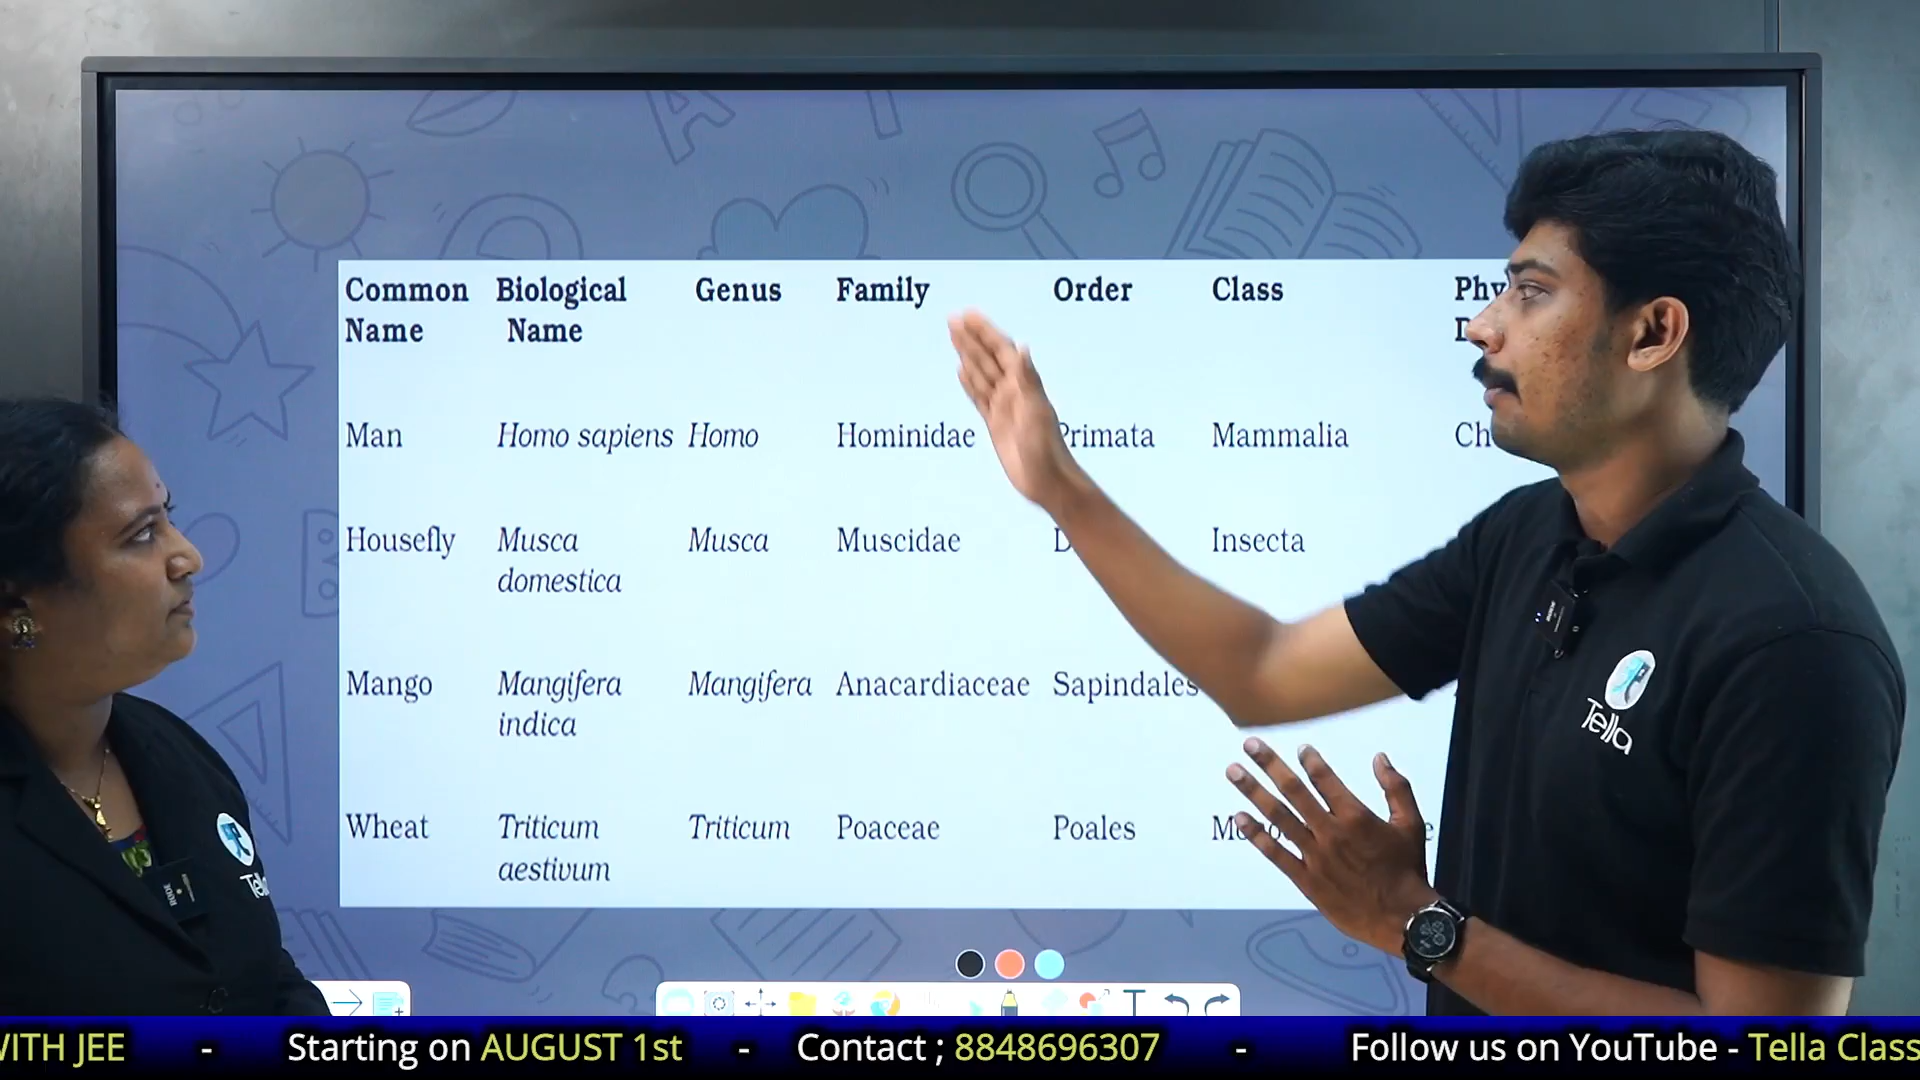 Common Biological Genus Family Order Class
Name Name
Man Homo sapiens Homo Hominidae Primata Mammalia
Housefly Musca Musca Muscidae Insecta
domestica
Mango Mangifera Mangifera Anacardiaceae Sapindales
indica
Wheat Triticum Triticum Poaceae Poales
aestivum
Tella
WITH JEE - Starting on AUGUST 1st - Contact ; 8848696307 - Follow us on YouTube - Tella Class